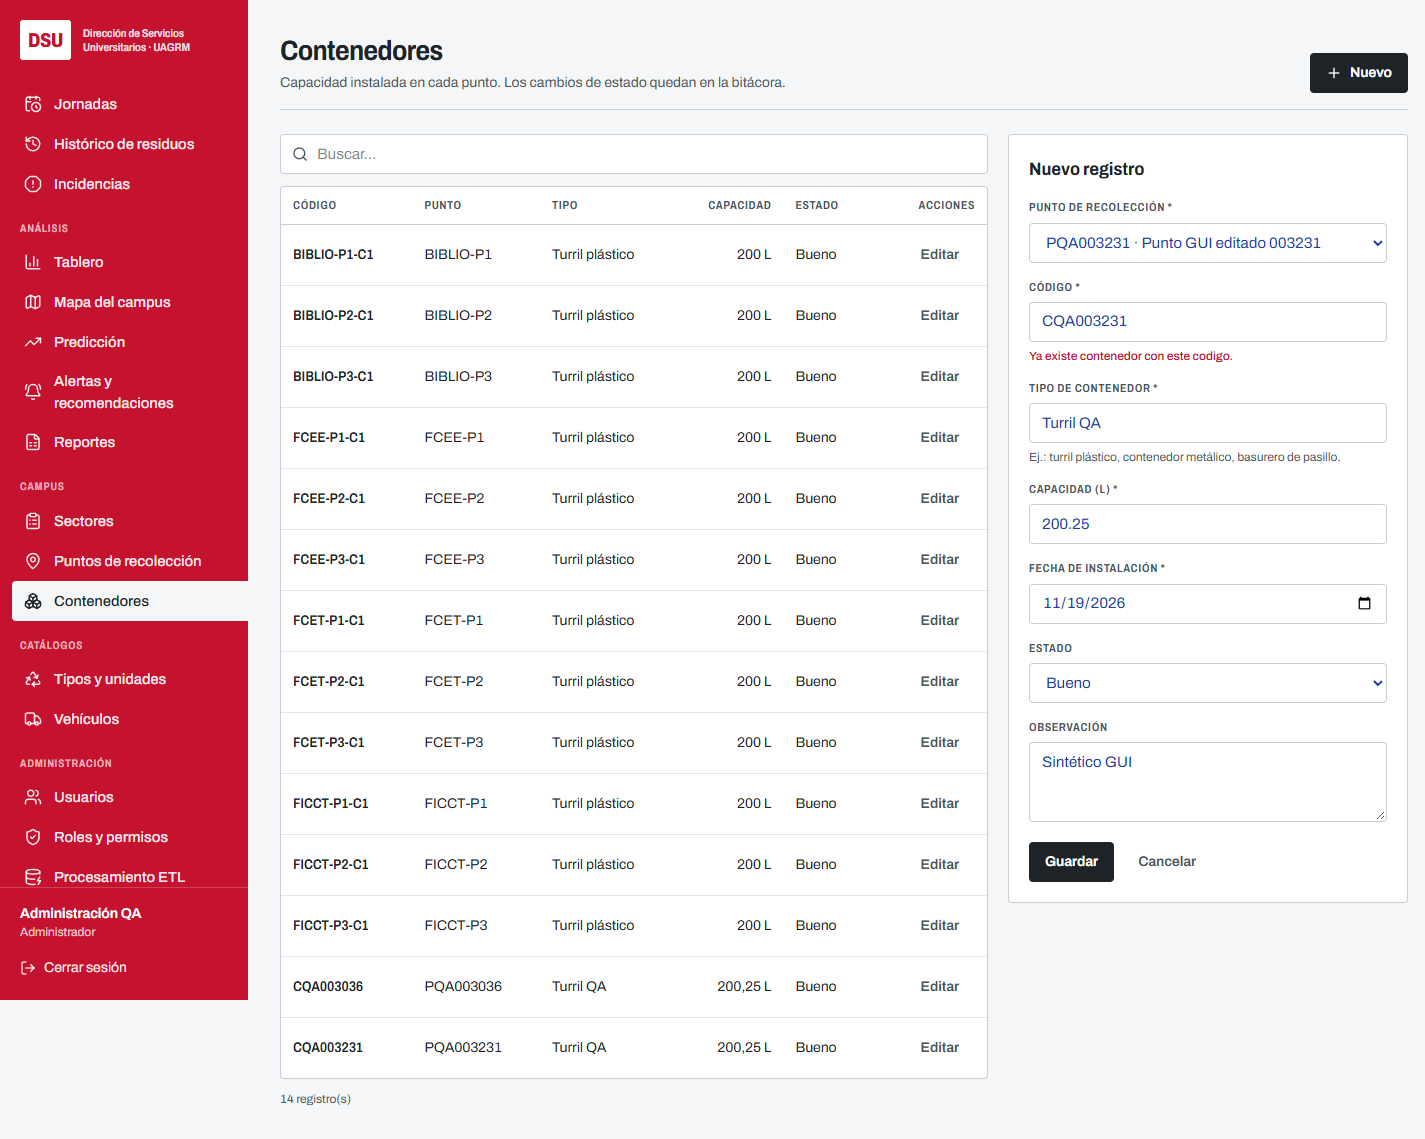 DSU
Dirección de Servicios
Universitarios · UAGRM
Jornadas
Histórico de residuos
Incidencias
ANÁLISIS
Tablero
Mapa del campus
Predicción
Alertas y
recomendaciones
Reportes
CAMPUS
Sectores
Puntos de recolección
Contenedores
CATÁLOGOS
Tipos y unidades
Vehículos
ADMINISTRACIÓN
Usuarios
Roles y permisos
Procesamiento ETL
Administración QA
Administrador
Cerrar sesión
Contenedores
Capacidad instalada en cada punto. Los cambios de estado quedan en la bitácora.
+ Nuevo
Buscar...
CÓDIGO PUNTO TIPO CAPACIDAD ESTADO ACCIONES
BIBLIO-P1-C1 BIBLIO-P1 Turril plástico 200 L Bueno Editar
BIBLIO-P2-C1 BIBLIO-P2 Turril plástico 200 L Bueno Editar
BIBLIO-P3-C1 BIBLIO-P3 Turril plástico 200 L Bueno Editar
FCEE-P1-C1 FCEE-P1 Turril plástico 200 L Bueno Editar
FCEE-P2-C1 FCEE-P2 Turril plástico 200 L Bueno Editar
FCEE-P3-C1 FCEE-P3 Turril plástico 200 L Bueno Editar
FCET-P1-C1 FCET-P1 Turril plástico 200 L Bueno Editar
FCET-P2-C1 FCET-P2 Turril plástico 200 L Bueno Editar
FCET-P3-C1 FCET-P3 Turril plástico 200 L Bueno Editar
FICCT-P1-C1 FICCT-P1 Turril plástico 200 L Bueno Editar
FICCT-P2-C1 FICCT-P2 Turril plástico 200 L Bueno Editar
FICCT-P3-C1 FICCT-P3 Turril plástico 200 L Bueno Editar
CQA003036 PQA003036 Turril QA 200,25 L Bueno Editar
CQA003231 PQA003231 Turril QA 200,25 L Bueno Editar
14 registro(s)
Nuevo registro
PUNTO DE RECOLECCIÓN *
PQA003231 · Punto GUI editado 003231
CÓDIGO *
CQA003231
Ya existe contenedor con este codigo.
TIPO DE CONTENEDOR *
Turril QA
Ej.: turril plástico, contenedor metálico, basurero de pasillo.
CAPACIDAD (L) *
200.25
FECHA DE INSTALACIÓN *
11/19/2026
ESTADO
Bueno
OBSERVACIÓN
Sintético GUI
Guardar Cancelar